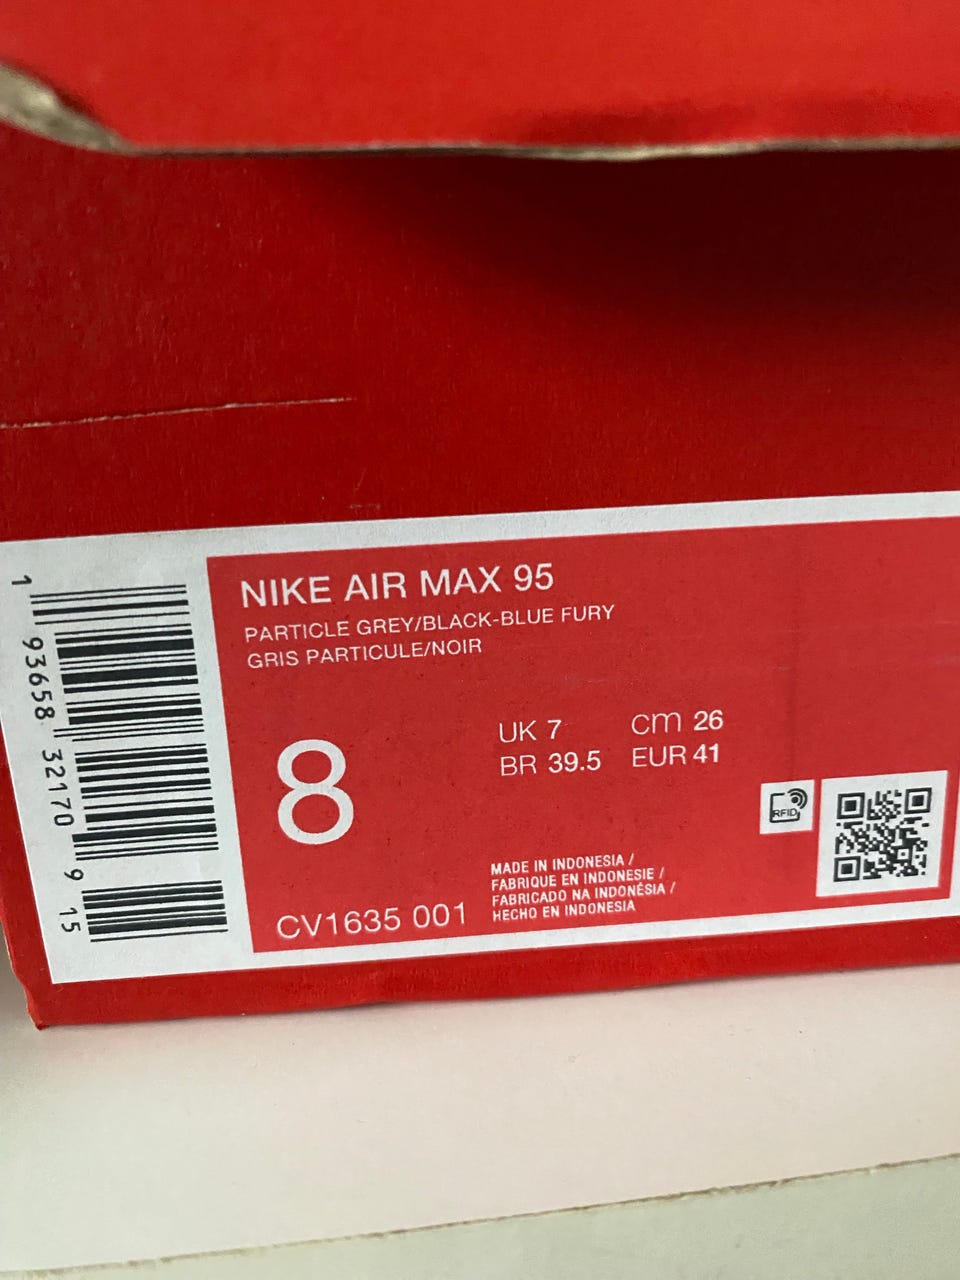 NIKE AIR MAX 95
PARTICLE GREY/BLACK-BLUE FURY
GRIS PARTICULE/NOIR
8
UK 7 cm 26
BR 39.5 EUR 41
RFID
MADE IN INDONESIA /
FABRIQUE EN INDONESIE /
FABRICADO NA INDONÉSIA /
HECHO EN INDONESIA
CV1635 001
1 93658 32170 9 15